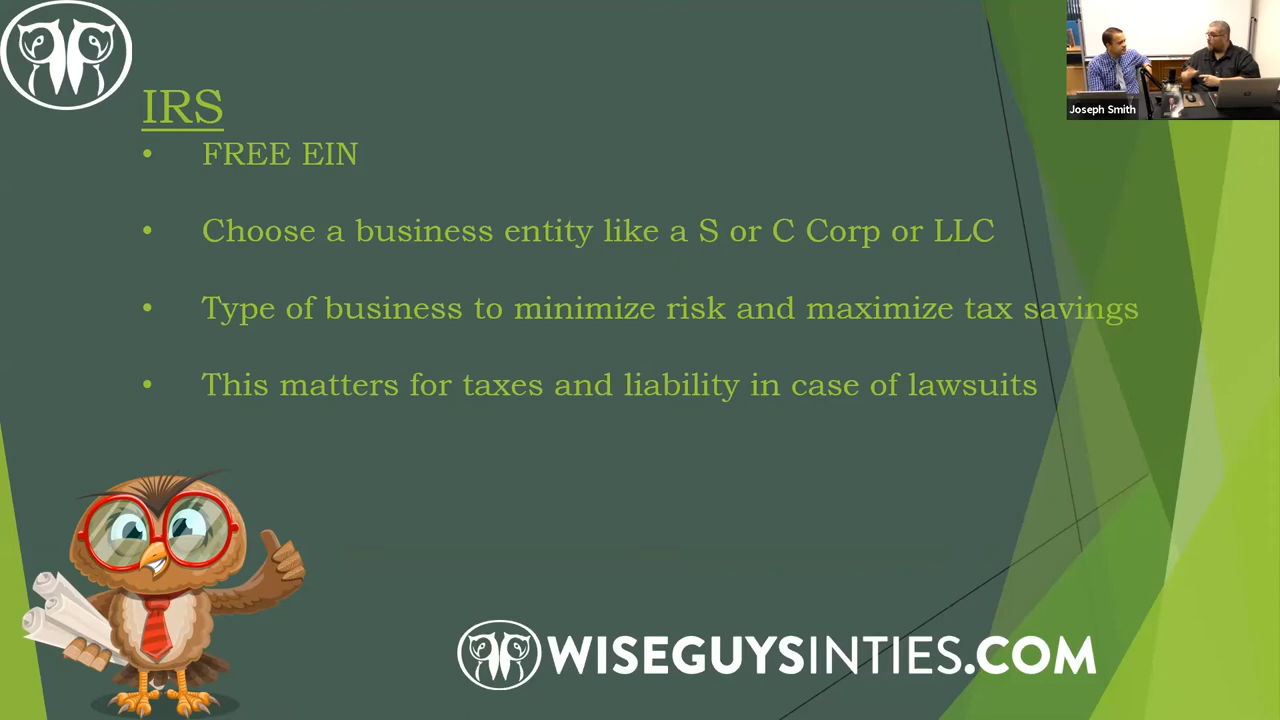 IRS
• FREE EIN
• Choose a business entity like a S or C Corp or LLC
• Type of business to minimize risk and maximize tax savings
• This matters for taxes and liability in case of lawsuits
Joseph Smith
WISEGUYSINTIES.COM